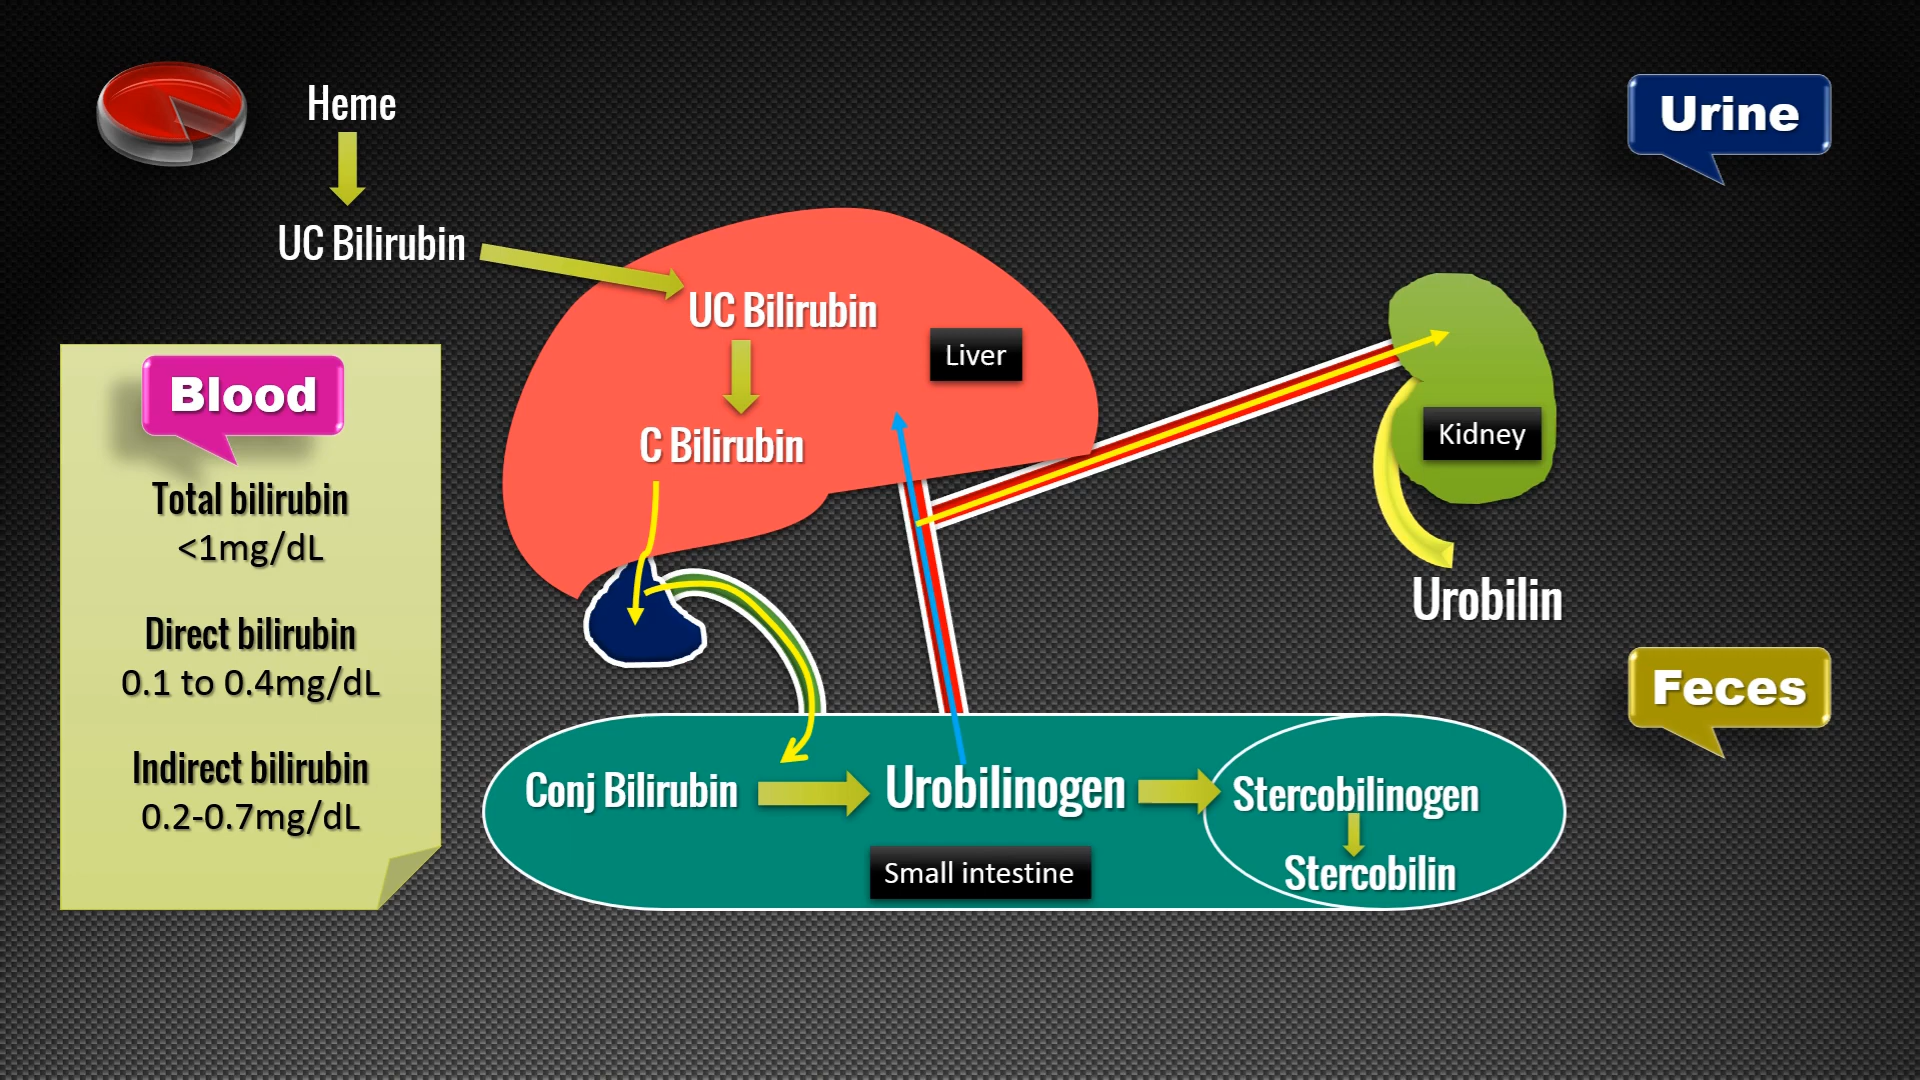 Heme
UC Bilirubin
Blood
Total bilirubin
<1mg/dL
Direct bilirubin
0.1 to 0.4mg/dL
Indirect bilirubin
0.2-0.7mg/dL
UC Bilirubin
Liver
C Bilirubin
Conj Bilirubin
Urobilinogen
Small intestine
Stercobilinogen
Stercobilin
Kidney
Urobilin
Urine
Feces